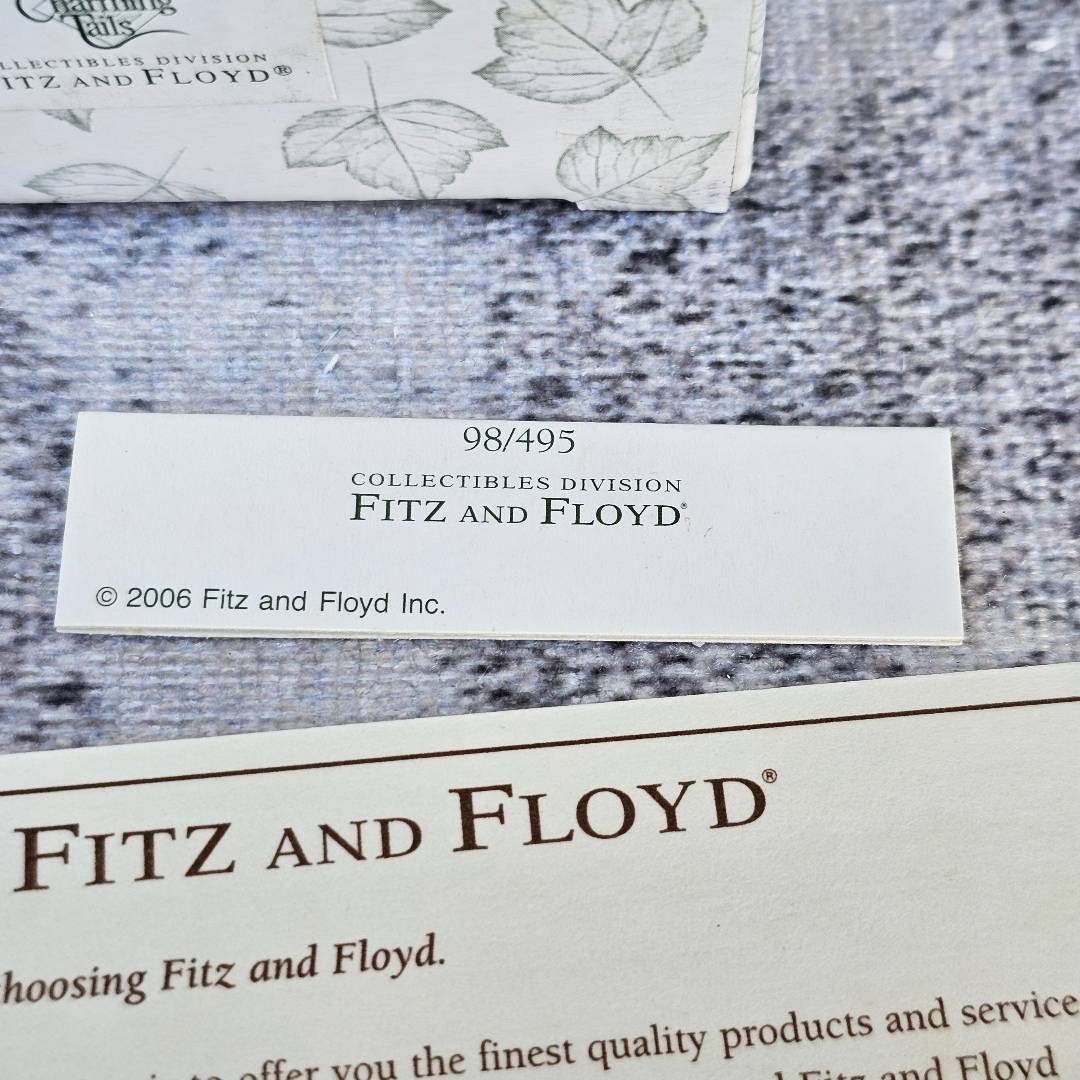 Charming
Tails
COLLECTIBLES DIVISION
FITZ AND FLOYD®
98/495
COLLECTIBLES DIVISION
FITZ AND FLOYD®
© 2006 Fitz and Floyd Inc.
FITZ AND FLOYD®
hoosing Fitz and Floyd.
to offer you the finest quality products and service
Fitz and Floyd